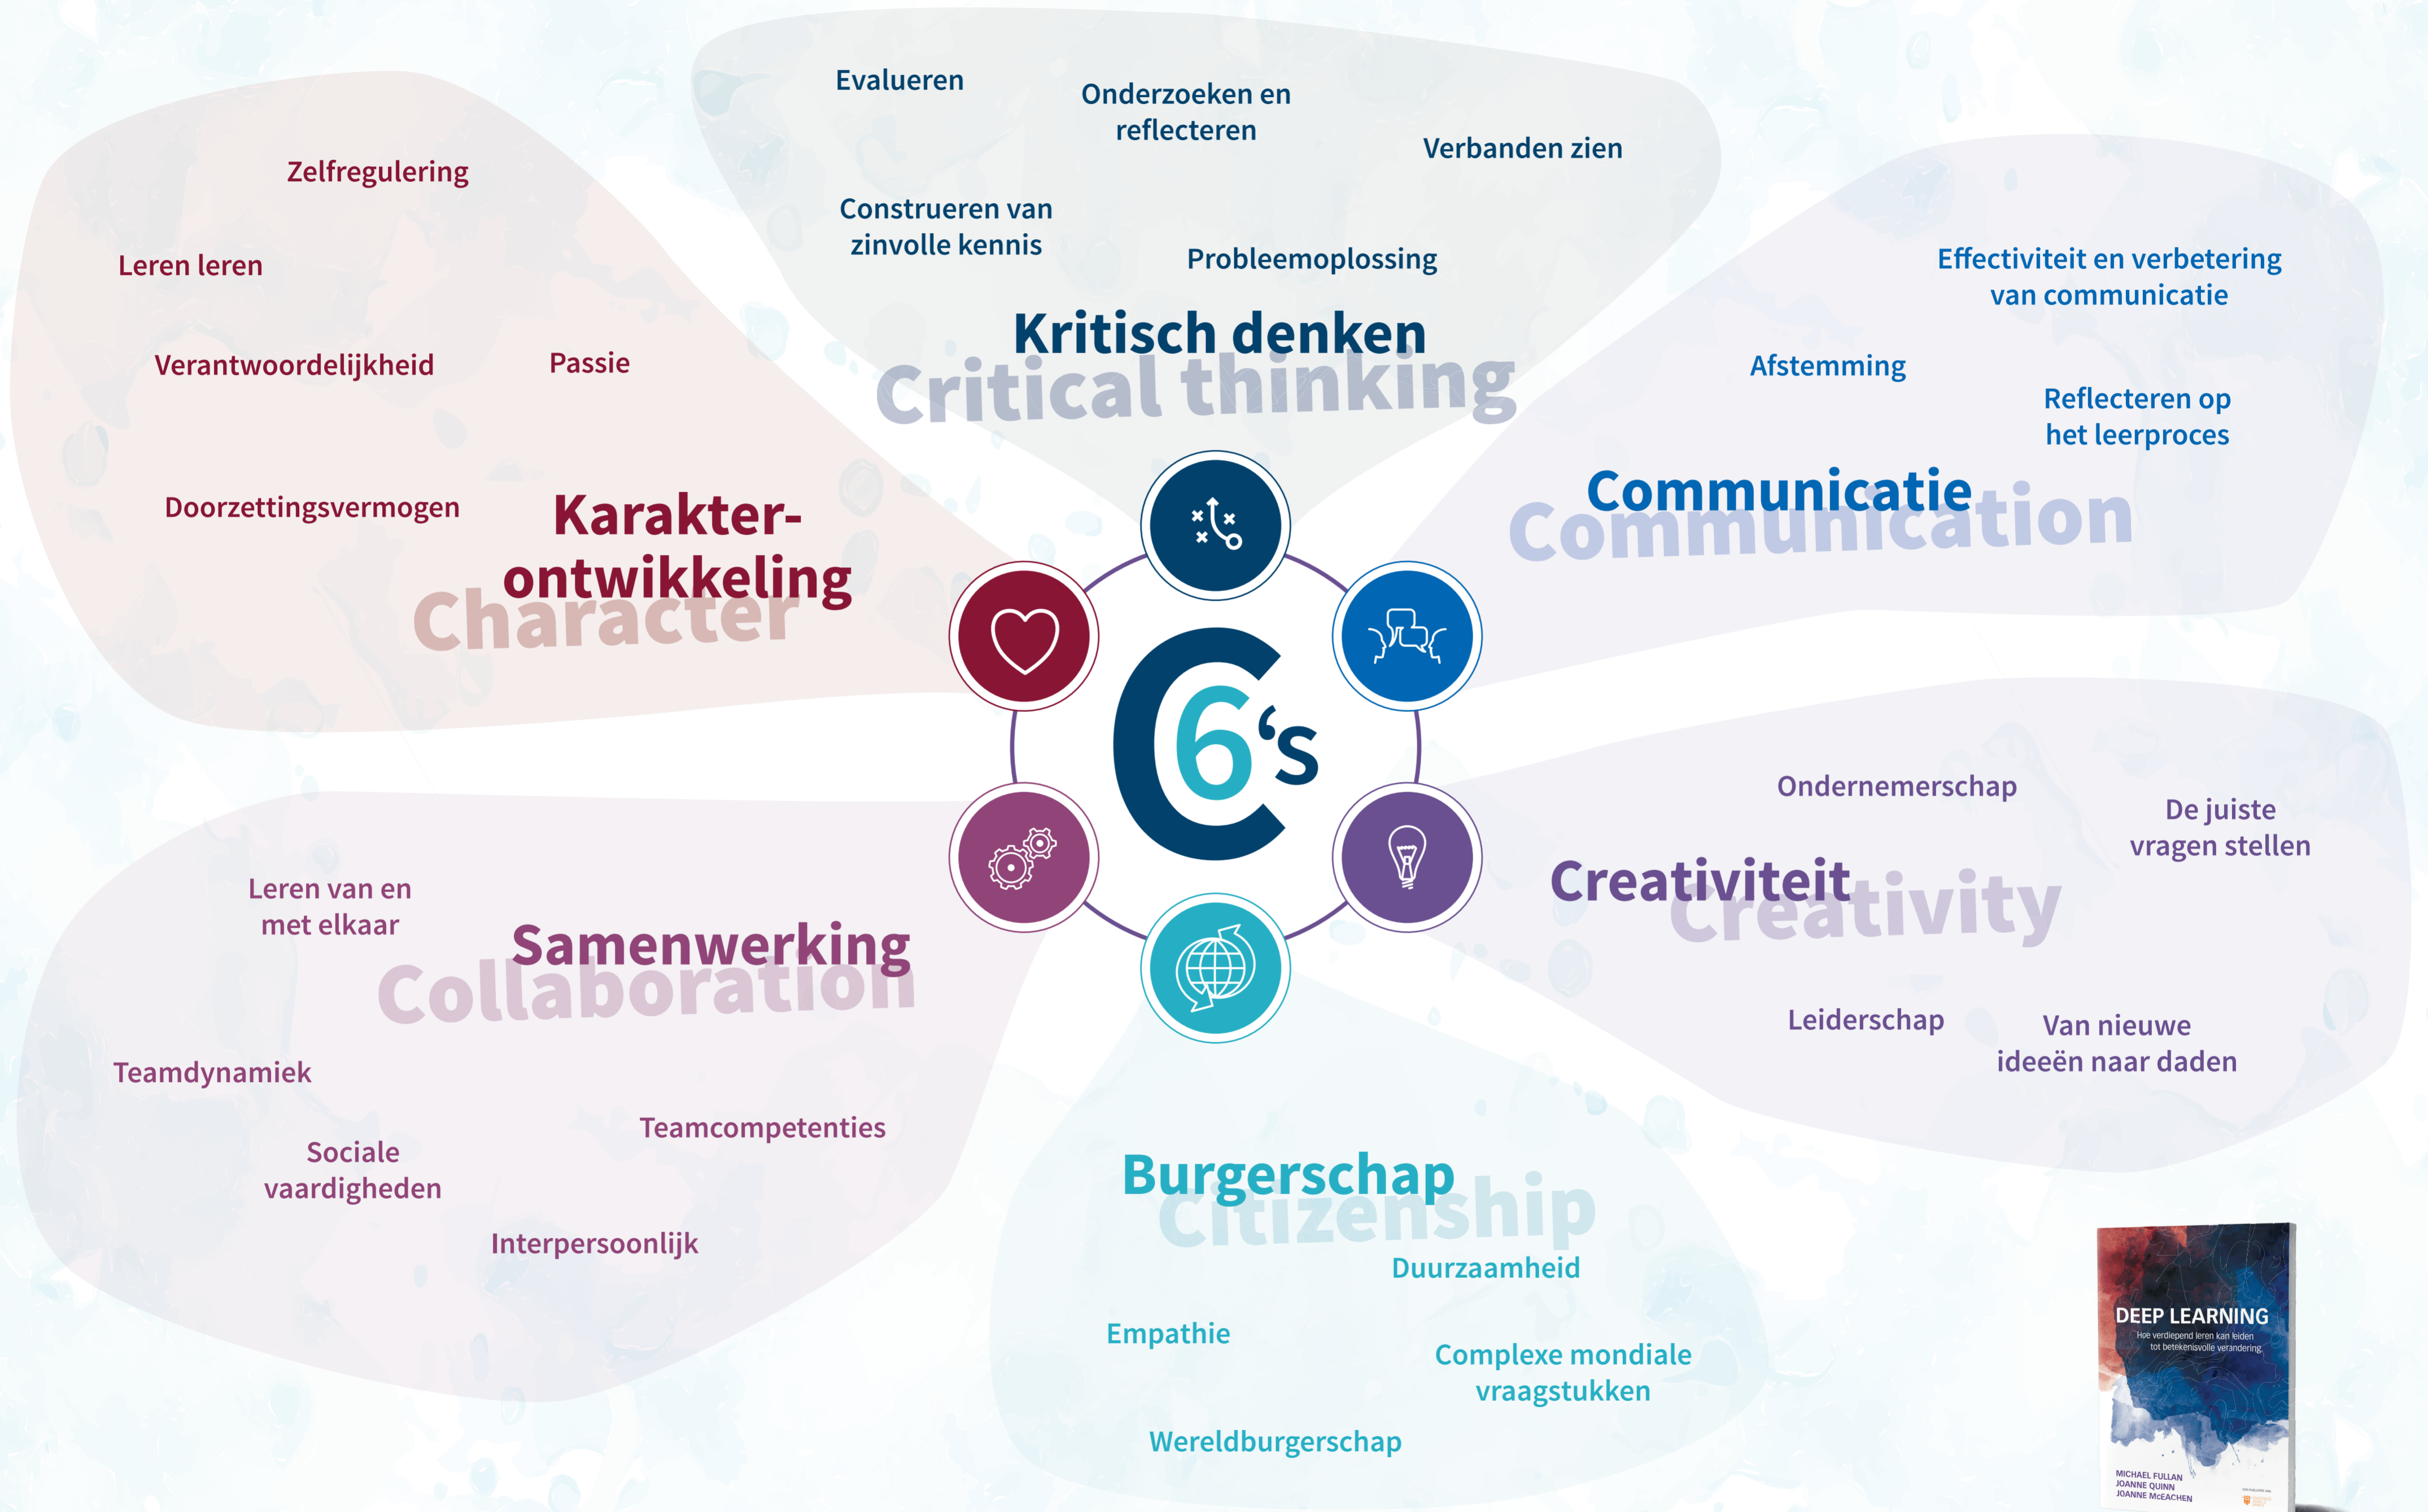 Evalueren
Onderzoeken en
reflecteren
Verbanden zien
Construeren van
zinvolle kennis
Probleemoplossing
Kritisch denken
Critical thinking
Zelfregulering
Leren leren
Verantwoordelijkheid
Passie
Doorzettingsvermogen
Karakter-
ontwikkeling
Character
Effectiviteit en verbetering
van communicatie
Afstemming
Reflecteren op
het leerproces
Communicatie
Communication
C6‘s
Ondernemerschap
De juiste
vragen stellen
Creativiteit
Creativity
Leiderschap
Van nieuwe
ideeën naar daden
Leren van en
met elkaar
Samenwerking
Collaboration
Teamdynamiek
Teamcompetenties
Sociale
vaardigheden
Interpersoonlijk
Burgerschap
Citizenship
Duurzaamheid
Empathie
Complexe mondiale
vraagstukken
Wereldburgerschap
DEEP LEARNING
Hoe verdiepend leren kan leiden
tot betekenisvolle verandering
MICHAEL FULLAN
JOANNE QUINN
JOANNE McEACHEN